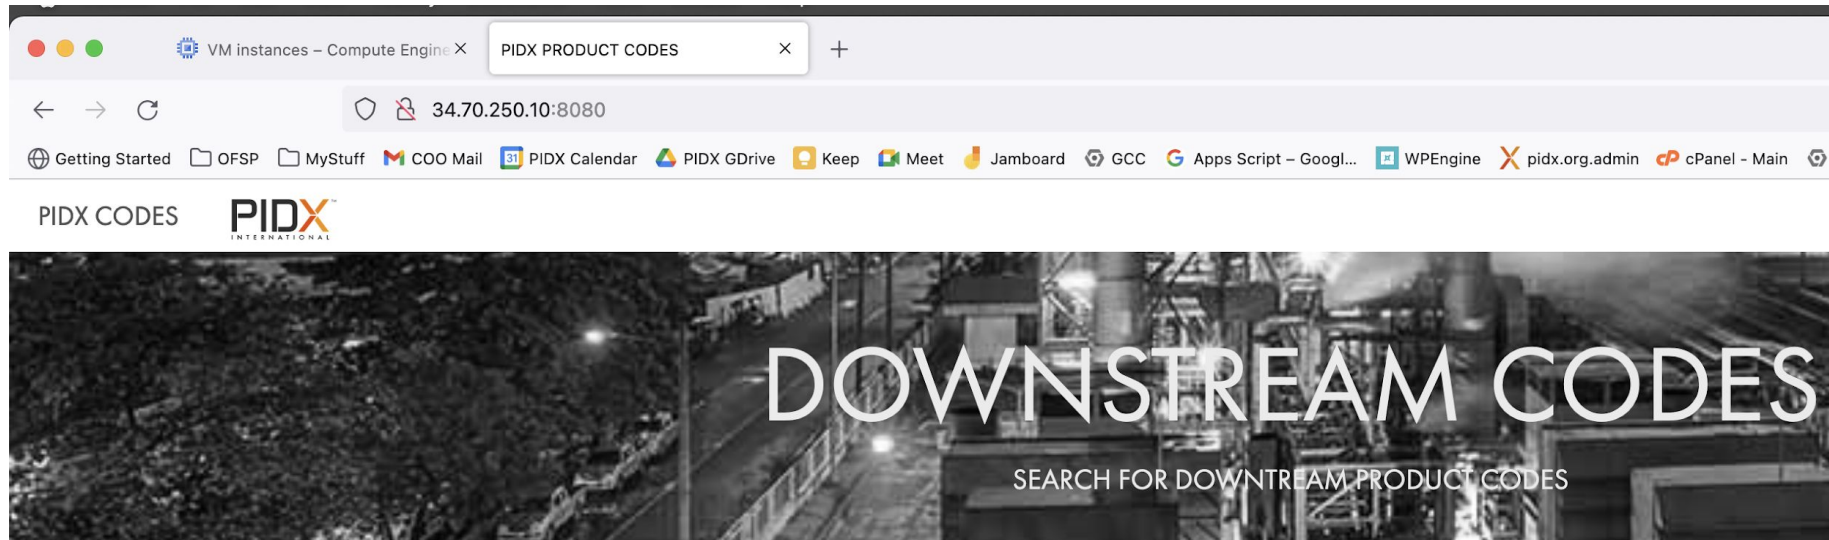 VM instances – Compute Engine
PIDX PRODUCT CODES
34.70.250.10:8080
Getting Started OFSP MyStuff COO Mail 31 PIDX Calendar PIDX GDrive Keep Meet Jamboard GCC Apps Script – Googl... WPEngine pidx.org.admin cP cPanel - Main
PIDX CODES PIDX™
INTERNATIONAL
DOWNSTREAM CODES
SEARCH FOR DOWNTREAM PRODUCT CODES